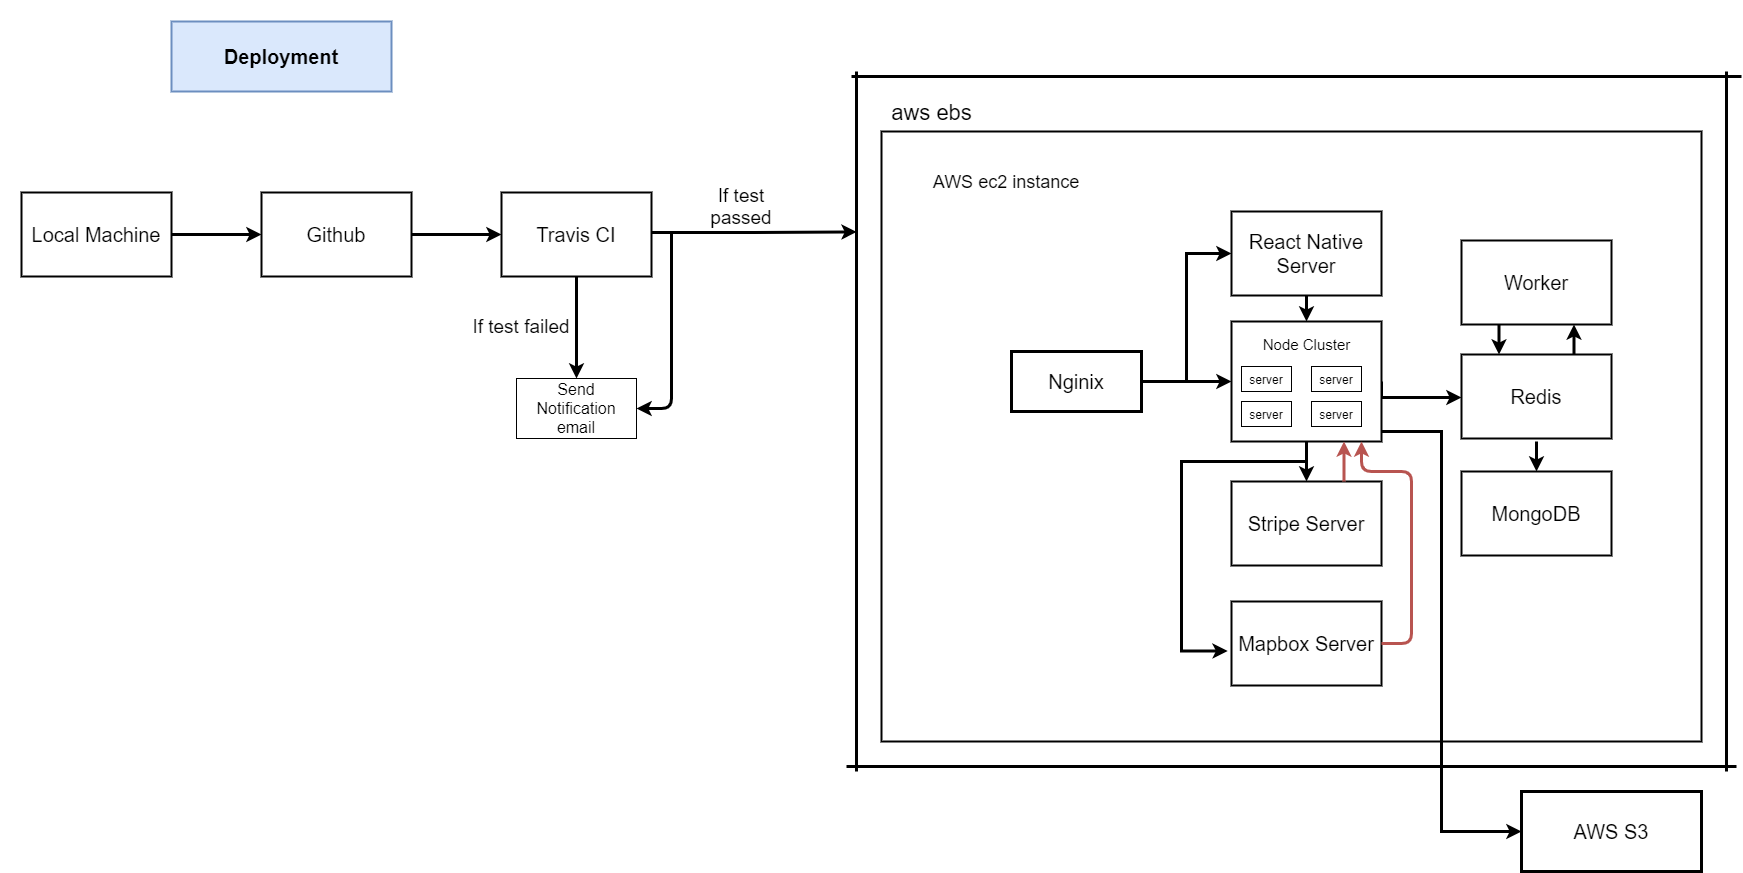 Deployment
aws ebs
AWS ec2 instance
Local Machine
Github
Travis CI
If test
passed
If test failed
Send
Notification
email
React Native
Server
Nginix
Node Cluster
server
server
server
server
Worker
Redis
MongoDB
Stripe Server
Mapbox Server
AWS S3